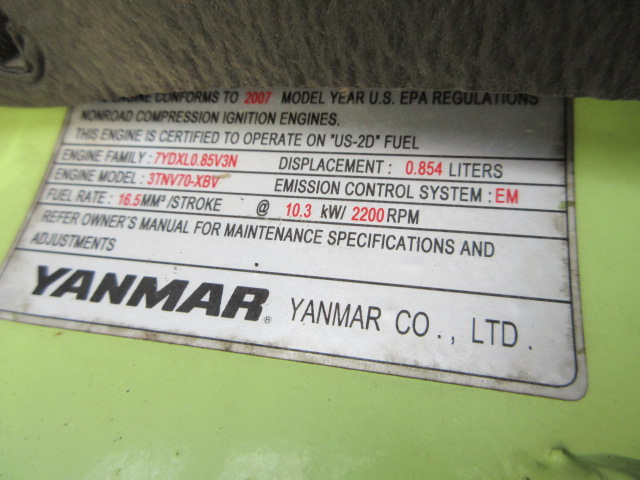 ENGINE CONFORMS TO 2007 MODEL YEAR U.S. EPA REGULATIONS
NONROAD COMPRESSION IGNITION ENGINES.
THIS ENGINE IS CERTIFIED TO OPERATE ON "US-2D" FUEL
ENGINE FAMILY : 7YDXL0.85V3N DISPLACEMENT : 0.854 LITERS
ENGINE MODEL : 3TNV70-XBV EMISSION CONTROL SYSTEM : EM
FUEL RATE : 16.5MM³ /STROKE @ 10.3 kW/ 2200 RPM
REFER OWNER'S MANUAL FOR MAINTENANCE SPECIFICATIONS AND
ADJUSTMENTS
YANMAR® YANMAR CO., LTD.